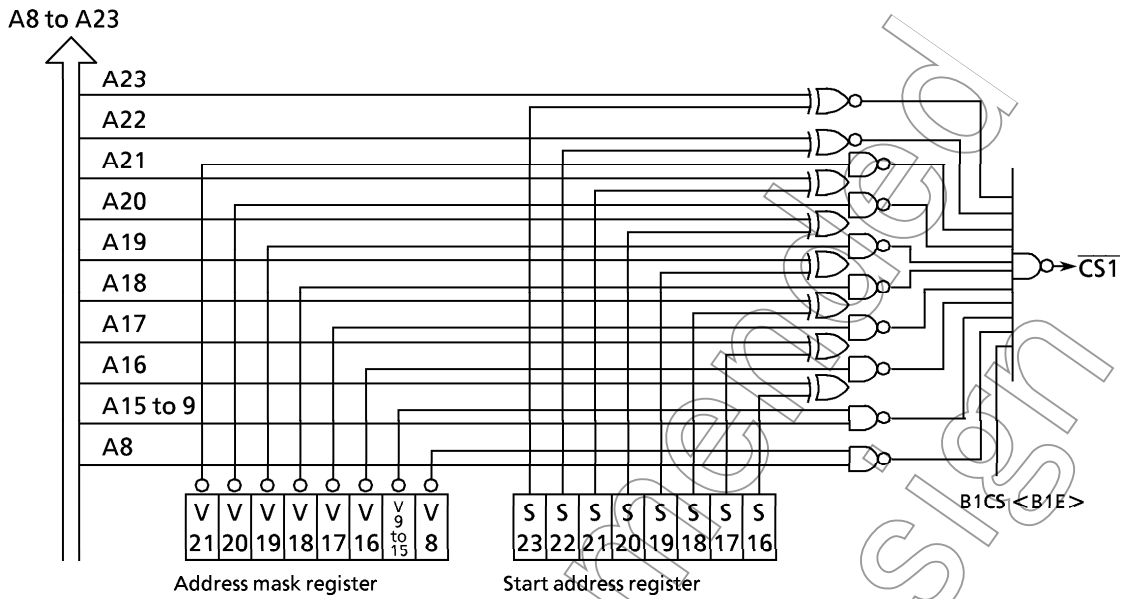 A8 to A23
A23
A22
A21
A20
A19
A18
A17
A16
A15 to 9
A8
CS1
B1CS <B1E>
V 21
V 20
V 19
V 18
V 17
V 16
V 9 to 15
V 8
S 23
S 22
S 21
S 20
S 19
S 18
S 17
S 16
Address mask register
Start address register
mended
sign